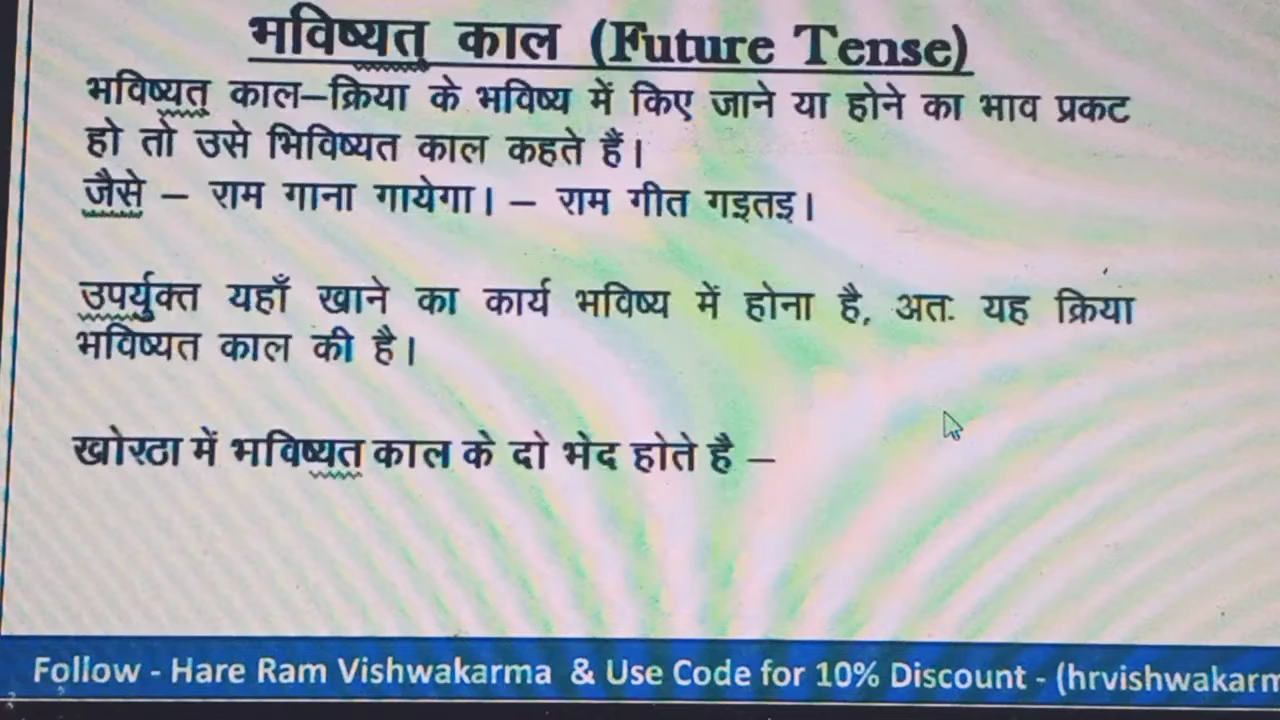 भविष्यत् काल (Future Tense)
भविष्यत् काल–क्रिया के भविष्य में किए जाने या होने का भाव प्रकट
हो तो उसे भिविष्यत काल कहते हैं।
जैसे – राम गाना गायेगा। – राम गीत गइतइ।
उपर्युक्त यहाँ खाने का कार्य भविष्य में होना है, अतः यह क्रिया
भविष्यत काल की है।
खोरठा में भविष्यत काल के दो भेद होते है –
Follow - Hare Ram Vishwakarma & Use Code for 10% Discount - (hrvishwakarm